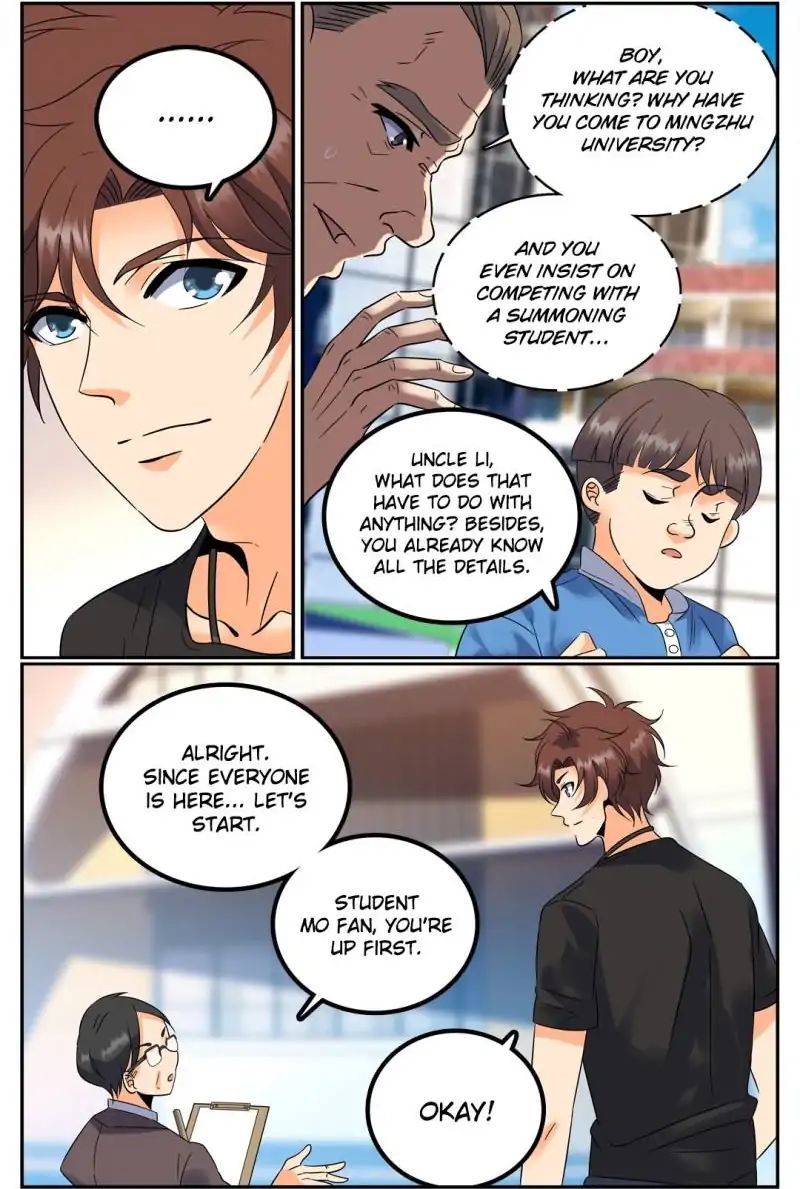 ......
BOY,
WHAT ARE YOU
THINKING? WHY HAVE
YOU COME TO MINGZHU
UNIVERSITY?
AND YOU
EVEN INSIST ON
COMPETING WITH
A SUMMONING
STUDENT...
UNCLE LI,
WHAT DOES THAT
HAVE TO DO WITH
ANYTHING? BESIDES,
YOU ALREADY KNOW
ALL THE DETAILS.
ALRIGHT.
SINCE EVERYONE
IS HERE... LET'S
START.
STUDENT
MO FAN, YOU'RE
UP FIRST.
OKAY!